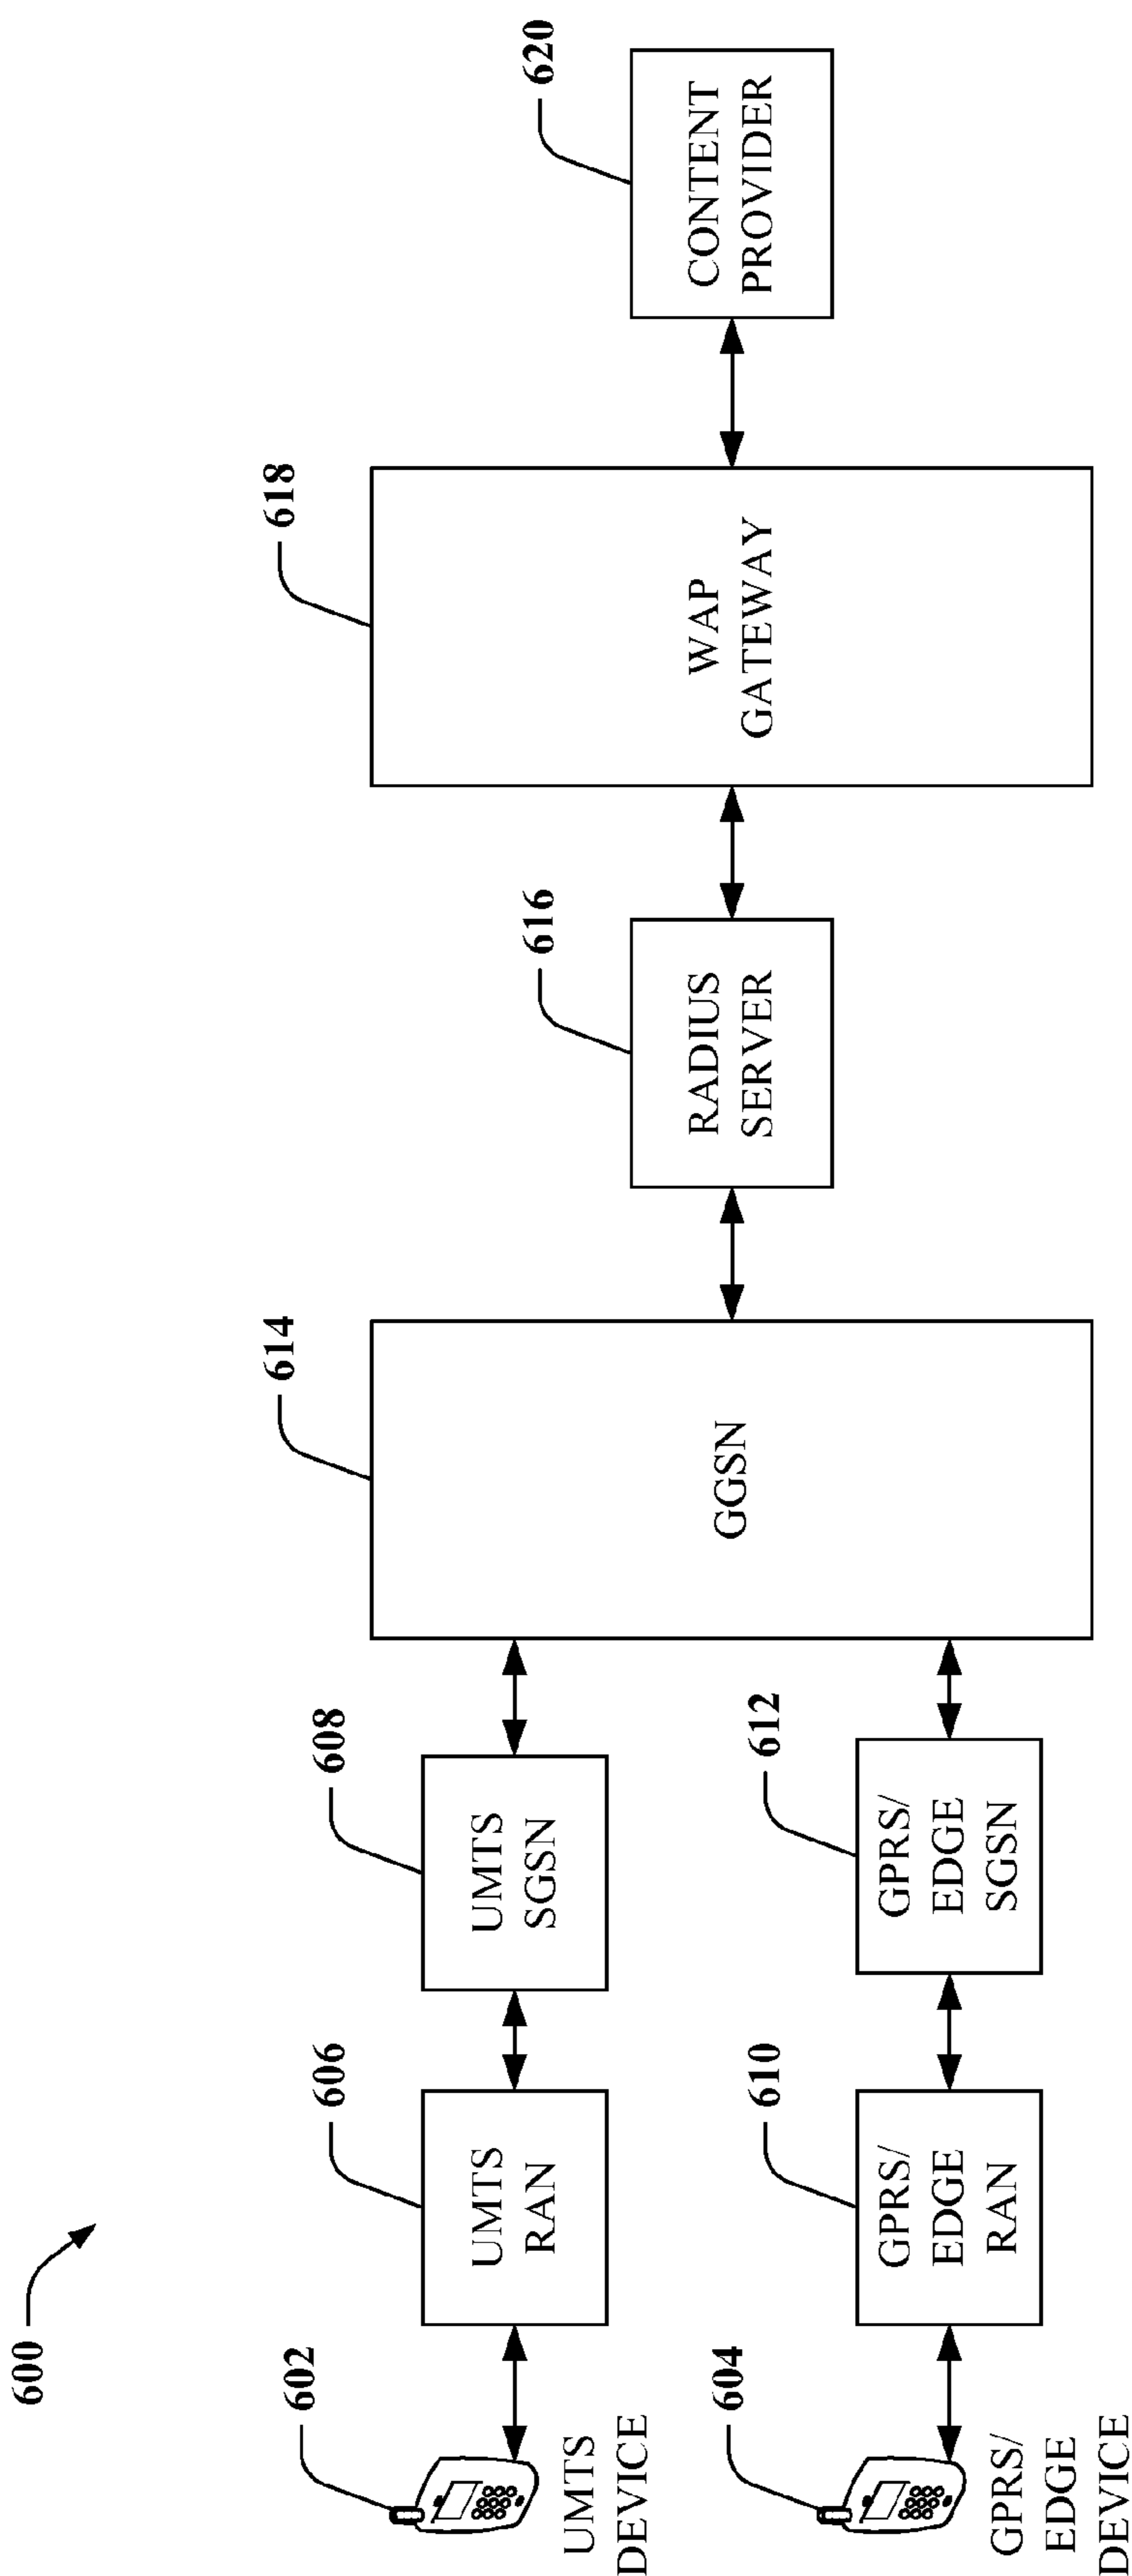 600
602
UMTS
DEVICE
606
UMTS
RAN
608
UMTS
SGSN
604
GPRS/
EDGE
DEVICE
610
GPRS/
EDGE
RAN
612
GPRS/
EDGE
SGSN
614
GGSN
616
RADIUS
SERVER
618
WAP
GATEWAY
620
CONTENT
PROVIDER